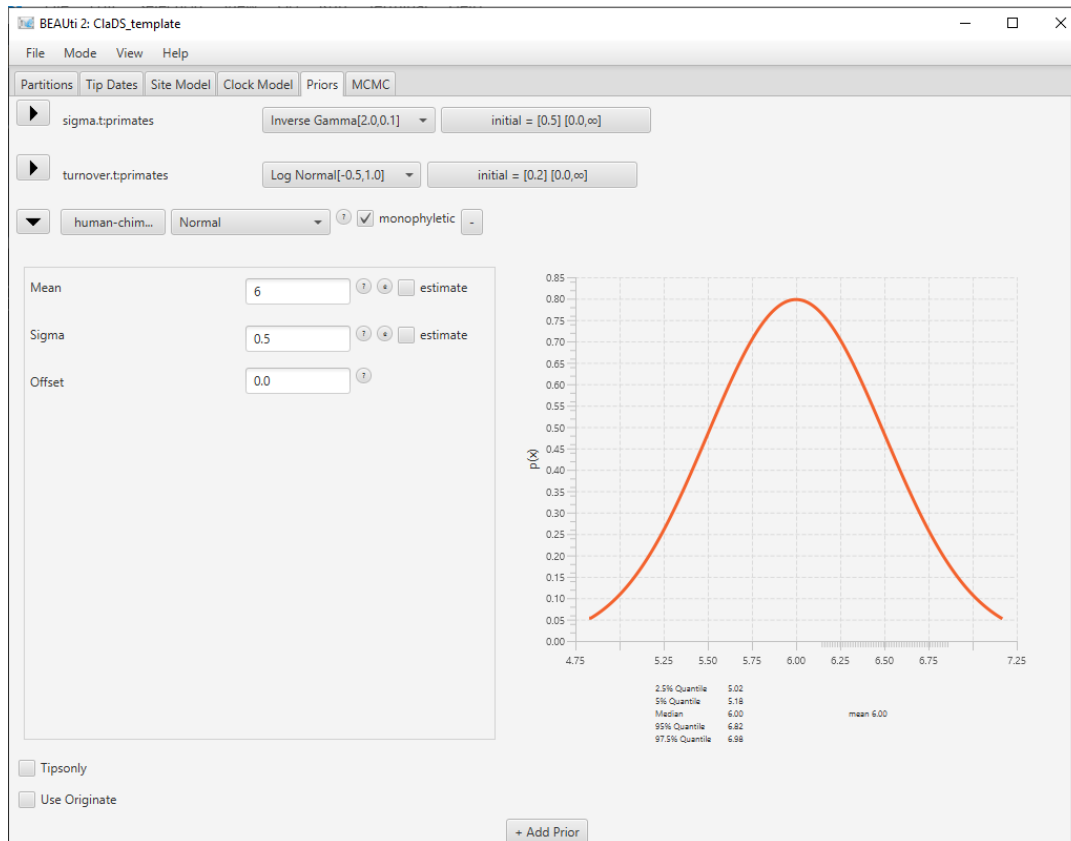 BEAUti 2: ClaDS_template
File Mode View Help
Partitions Tip Dates Site Model Clock Model Priors MCMC
sigma.t:primates Inverse Gamma[2.0,0.1] initial = [0.5] [0.0,∞]
turnover.t:primates Log Normal[-0.5,1.0] initial = [0.2] [0.0,∞]
human-chim... Normal ? monophyletic -
Mean 6 ? e estimate
Sigma 0.5 ? e estimate
Offset 0.0 ?
0.85
0.80
0.75
0.70
0.65
0.60
0.55
0.50
0.45
0.40
0.35
0.30
0.25
0.20
0.15
0.10
0.05
0.00
p(x)
4.75 5.25 5.50 5.75 6.00 6.25 6.50 6.75 7.25
2.5% Quantile 5.02
5% Quantile 5.18
Median 6.00 mean 6.00
95% Quantile 6.82
97.5% Quantile 6.98
Tipsonly
Use Originate
+ Add Prior